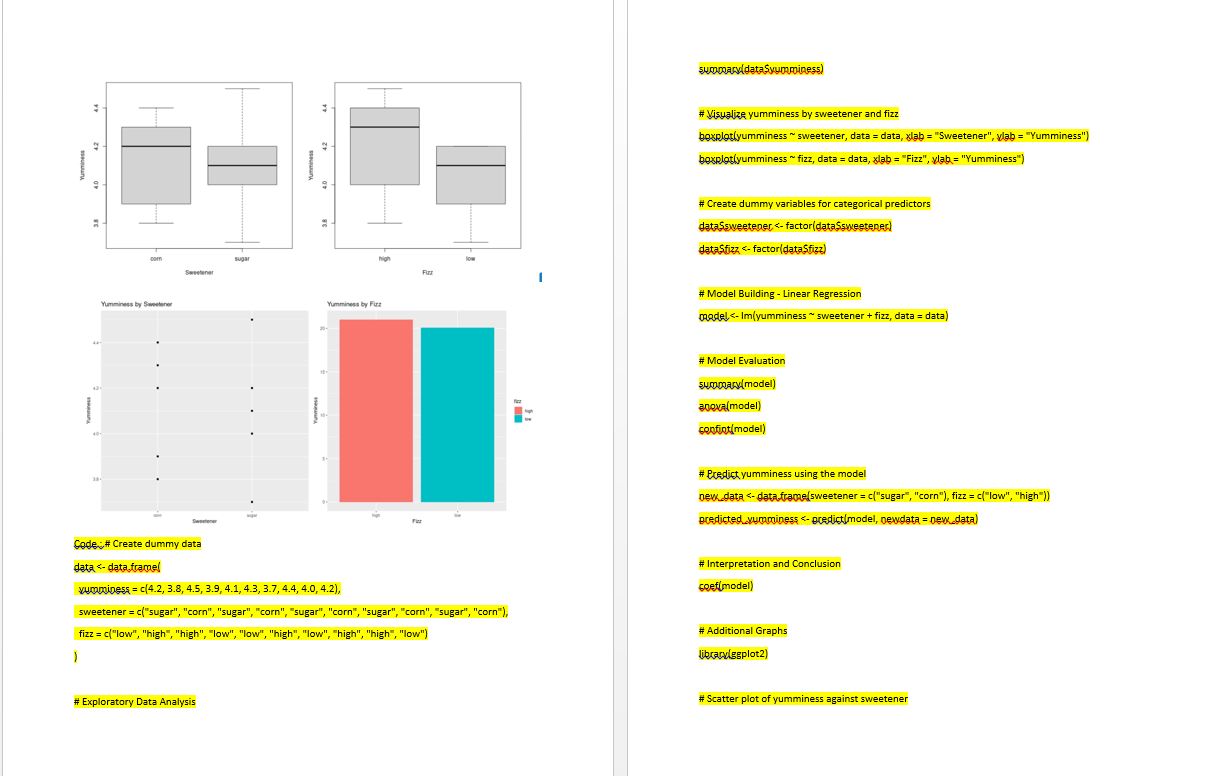 4.4
4.2
4.0
3.8
Yumminess
corn sugar
Sweetener
4.4
4.2
4.0
3.8
Yumminess
high low
Fizz
Yumminess by Sweetener
4.4
4.2
4.0
3.8
Yumminess
corn sugar
Sweetener
Yumminess by Fizz
20
15
10
5
0
Yumminess
high low
Fizz
fizz
high
low
Code : # Create dummy data
data <- data.frame(
yumminess = c(4.2, 3.8, 4.5, 3.9, 4.1, 4.3, 3.7, 4.4, 4.0, 4.2),
sweetener = c("sugar", "corn", "sugar", "corn", "sugar", "corn", "sugar", "corn", "sugar", "corn"),
fizz = c("low", "high", "high", "low", "low", "high", "low", "high", "high", "low")
)
# Exploratory Data Analysis
summary(data$yumminess)
# Visualize yumminess by sweetener and fizz
boxplot(yumminess ~ sweetener, data = data, xlab = "Sweetener", ylab = "Yumminess")
boxplot(yumminess ~ fizz, data = data, xlab = "Fizz", ylab = "Yumminess")
# Create dummy variables for categorical predictors
data$sweetener <- factor(data$sweetener)
data$fizz <- factor(data$fizz)
# Model Building - Linear Regression
model <- lm(yumminess ~ sweetener + fizz, data = data)
# Model Evaluation
summary(model)
anova(model)
confint(model)
# Predict yumminess using the model
new_data <- data.frame(sweetener = c("sugar", "corn"), fizz = c("low", "high"))
predicted_yumminess <- predict(model, newdata = new_data)
# Interpretation and Conclusion
coef(model)
# Additional Graphs
library(ggplot2)
# Scatter plot of yumminess against sweetener